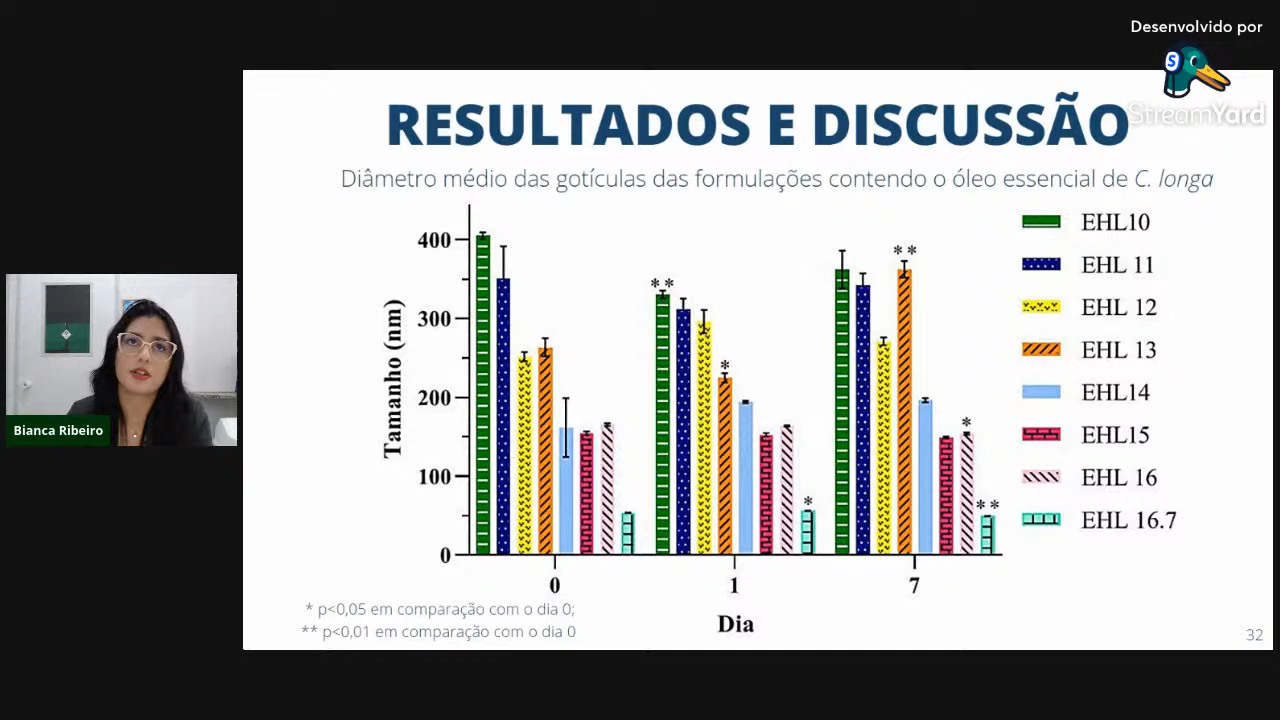 Desenvolvido por
StreamYard
RESULTADOS E DISCUSSÃO
Diâmetro médio das gotículas das formulações contendo o óleo essencial de C. longa
Tamanho (nm)
400
300
200
100
0
**
*
*
**
*
**
0
1
7
Dia
EHL10
EHL 11
EHL 12
EHL 13
EHL14
EHL15
EHL 16
EHL 16.7
* p<0,05 em comparação com o dia 0;
** p<0,01 em comparação com o dia 0
32
Bianca Ribeiro